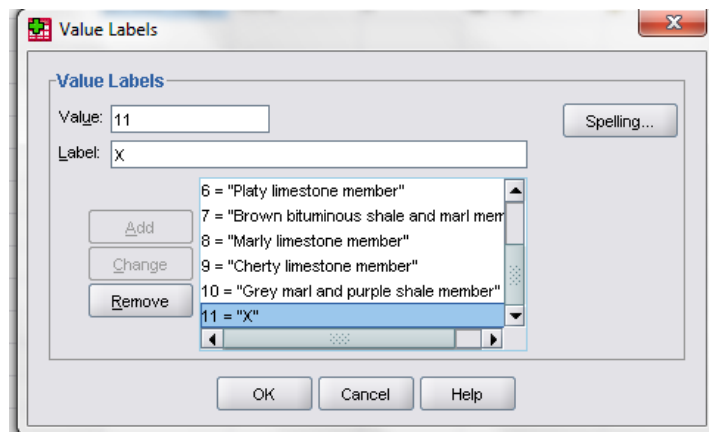 Value Labels
Value Labels
Value: 11
Spelling...
Label: X
6 = "Platy limestone member"
7 = "Brown bituminous shale and marl mem
8 = "Marly limestone member"
9 = "Cherty limestone member"
10 = "Grey marl and purple shale member"
11 = "X"
Add
Change
Remove
OK Cancel Help